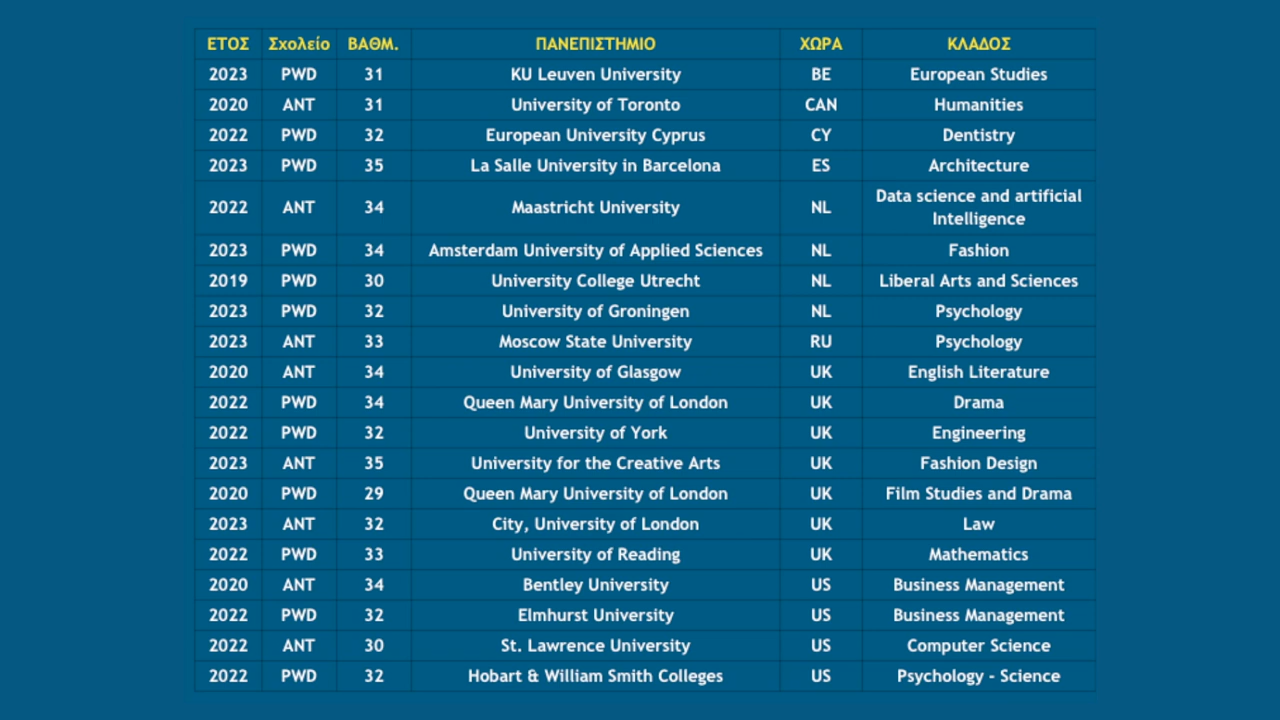 ΕΤΟΣ Σχολείο ΒΑΘΜ. ΠΑΝΕΠΙΣΤΗΜΙΟ ΧΩΡΑ ΚΛΑΔΟΣ
2023 PWD 31 KU Leuven University BE European Studies
2020 ANT 31 University of Toronto CAN Humanities
2022 PWD 32 European University Cyprus CY Dentistry
2023 PWD 35 La Salle University in Barcelona ES Architecture
2022 ANT 34 Maastricht University NL Data science and artificial
Intelligence
2023 PWD 34 Amsterdam University of Applied Sciences NL Fashion
2019 PWD 30 University College Utrecht NL Liberal Arts and Sciences
2023 PWD 32 University of Groningen NL Psychology
2023 ANT 33 Moscow State University RU Psychology
2020 ANT 34 University of Glasgow UK English Literature
2022 PWD 34 Queen Mary University of London UK Drama
2022 PWD 32 University of York UK Engineering
2023 ANT 35 University for the Creative Arts UK Fashion Design
2020 PWD 29 Queen Mary University of London UK Film Studies and Drama
2023 ANT 32 City, University of London UK Law
2022 PWD 33 University of Reading UK Mathematics
2020 ANT 34 Bentley University US Business Management
2022 PWD 32 Elmhurst University US Business Management
2022 ANT 30 St. Lawrence University US Computer Science
2022 PWD 32 Hobart & William Smith Colleges US Psychology - Science